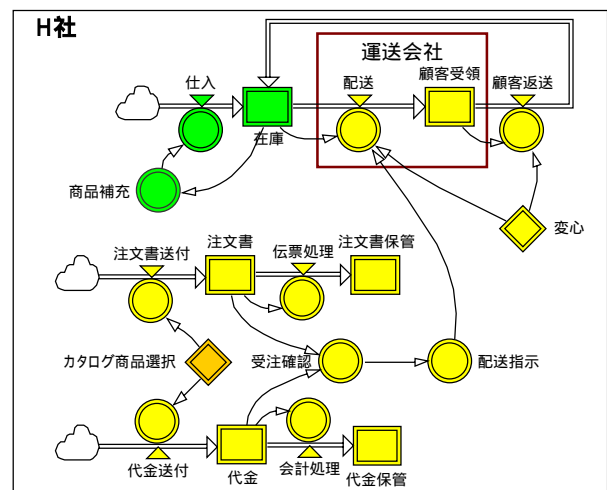 H社
運送会社
仕入
配送
顧客受領
顧客返送
在庫
商品補充
変心
注文書送付
注文書
伝票処理
注文書保管
カタログ商品選択
受注確認
配送指示
代金送付
代金
会計処理
代金保管